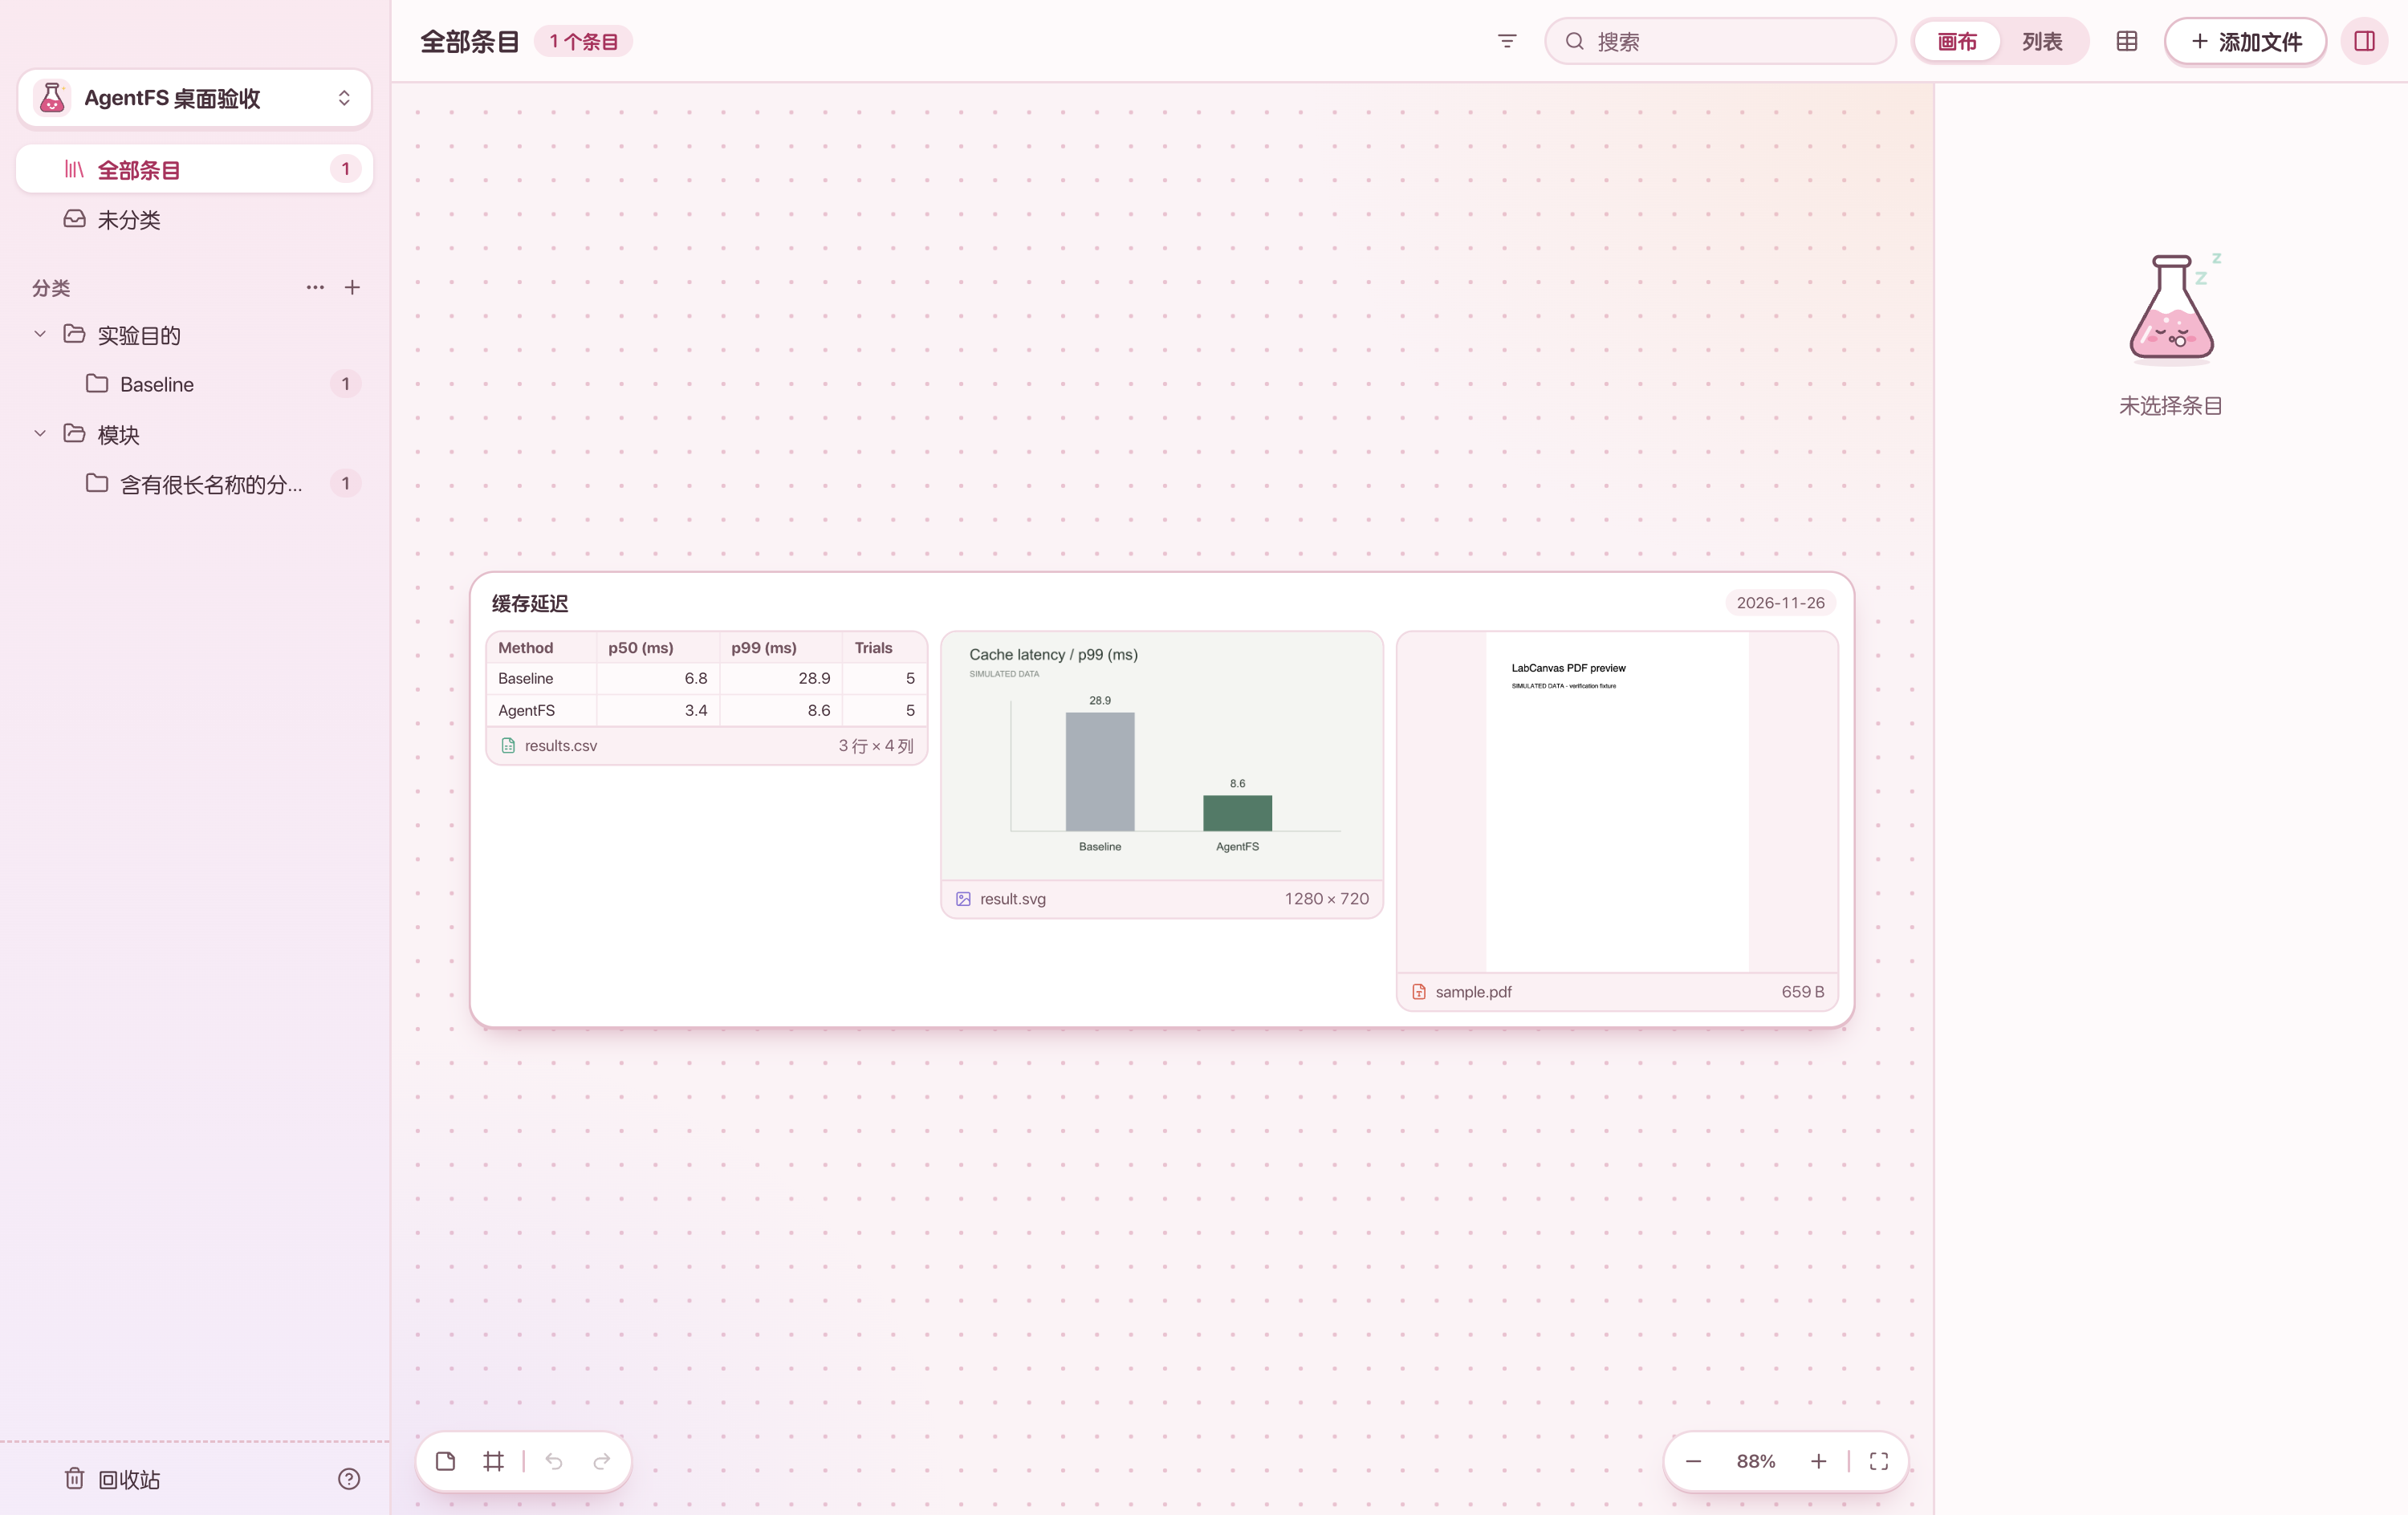 AgentFS 桌面验收
全部条目 1
未分类
分类
实验目的
Baseline 1
模块
含有很长名称的分... 1
回收站
全部条目 1 个条目
搜索
画布 列表
添加文件
缓存延迟 2026-11-26
Method p50 (ms) p99 (ms) Trials
Baseline 6.8 28.9 5
AgentFS 3.4 8.6 5
results.csv 3 行 × 4 列
Cache latency / p99 (ms)
SIMULATED DATA
28.9
8.6
Baseline AgentFS
result.svg 1280 × 720
LabCanvas PDF preview
SIMULATED DATA - verification fixture
sample.pdf 659 B
88%
z
z
未选择条目